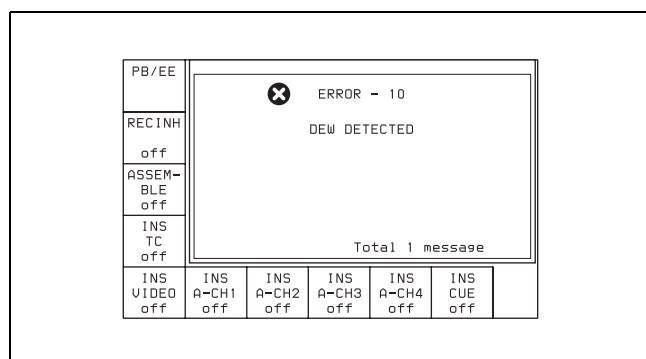 PB/EE
ERROR – 10
RECINH
off
DEW DETECTED
ASSEM–
BLE
off
INS
TC
off
Total 1 message
INS
VIDEO
off
INS
A–CH1
off
INS
A–CH2
off
INS
A–CH3
off
INS
A–CH4
off
INS
CUE
off